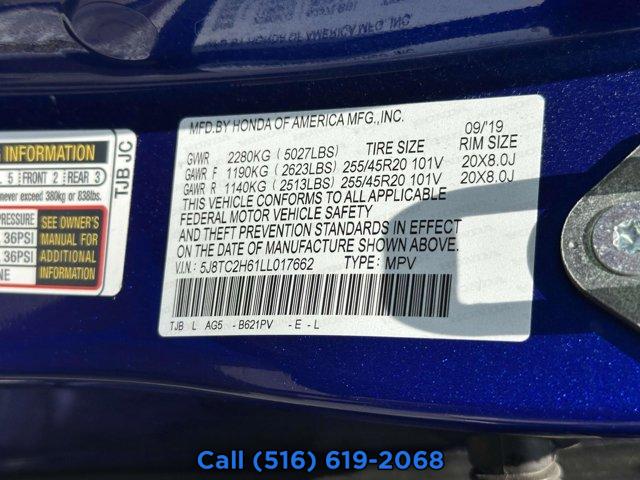 MFD.BY HONDA OF AMERICA MFG.,INC.
09/'19
GVWR 2280KG (5027LBS) TIRE SIZE RIM SIZE
GAWR F 1190KG (2623LBS) 255/45R20 101V 20X8.0J
GAWR R 1140KG (2513LBS) 255/45R20 101V 20X8.0J
THIS VEHICLE CONFORMS TO ALL APPLICABLE
FEDERAL MOTOR VEHICLE SAFETY
AND THEFT PREVENTION STANDARDS IN EFFECT
ON THE DATE OF MANUFACTURE SHOWN ABOVE.
V.I.N.: 5J8TC2H61LL017662 TYPE: MPV
TJB L AG5 - B621PV - E - L
INFORMATION
5 FRONT 2 REAR 3
never exceed 380kg or 838lbs.
TJB JC
PRESSURE
36PSI
36PSI
SEE OWNER'S
MANUAL FOR
ADDITIONAL
INFORMATION
Call (516) 619-2068